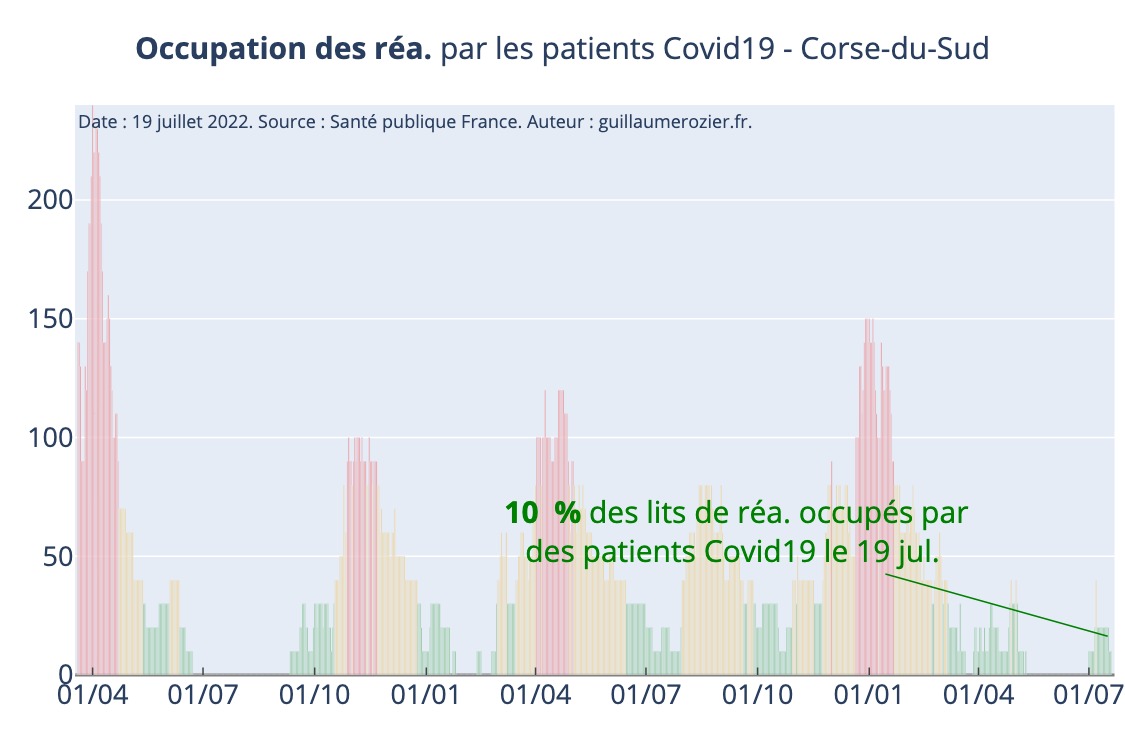 Occupation des réa. par les patients Covid19 - Corse-du-Sud
Date : 19 juillet 2022. Source : Santé publique France. Auteur : guillaumerozier.fr.
200
150
100
50
0
10  % des lits de réa. occupés par
des patients Covid19 le 19 jul.
01/04 01/07 01/10 01/01 01/04 01/07 01/10 01/01 01/04 01/07